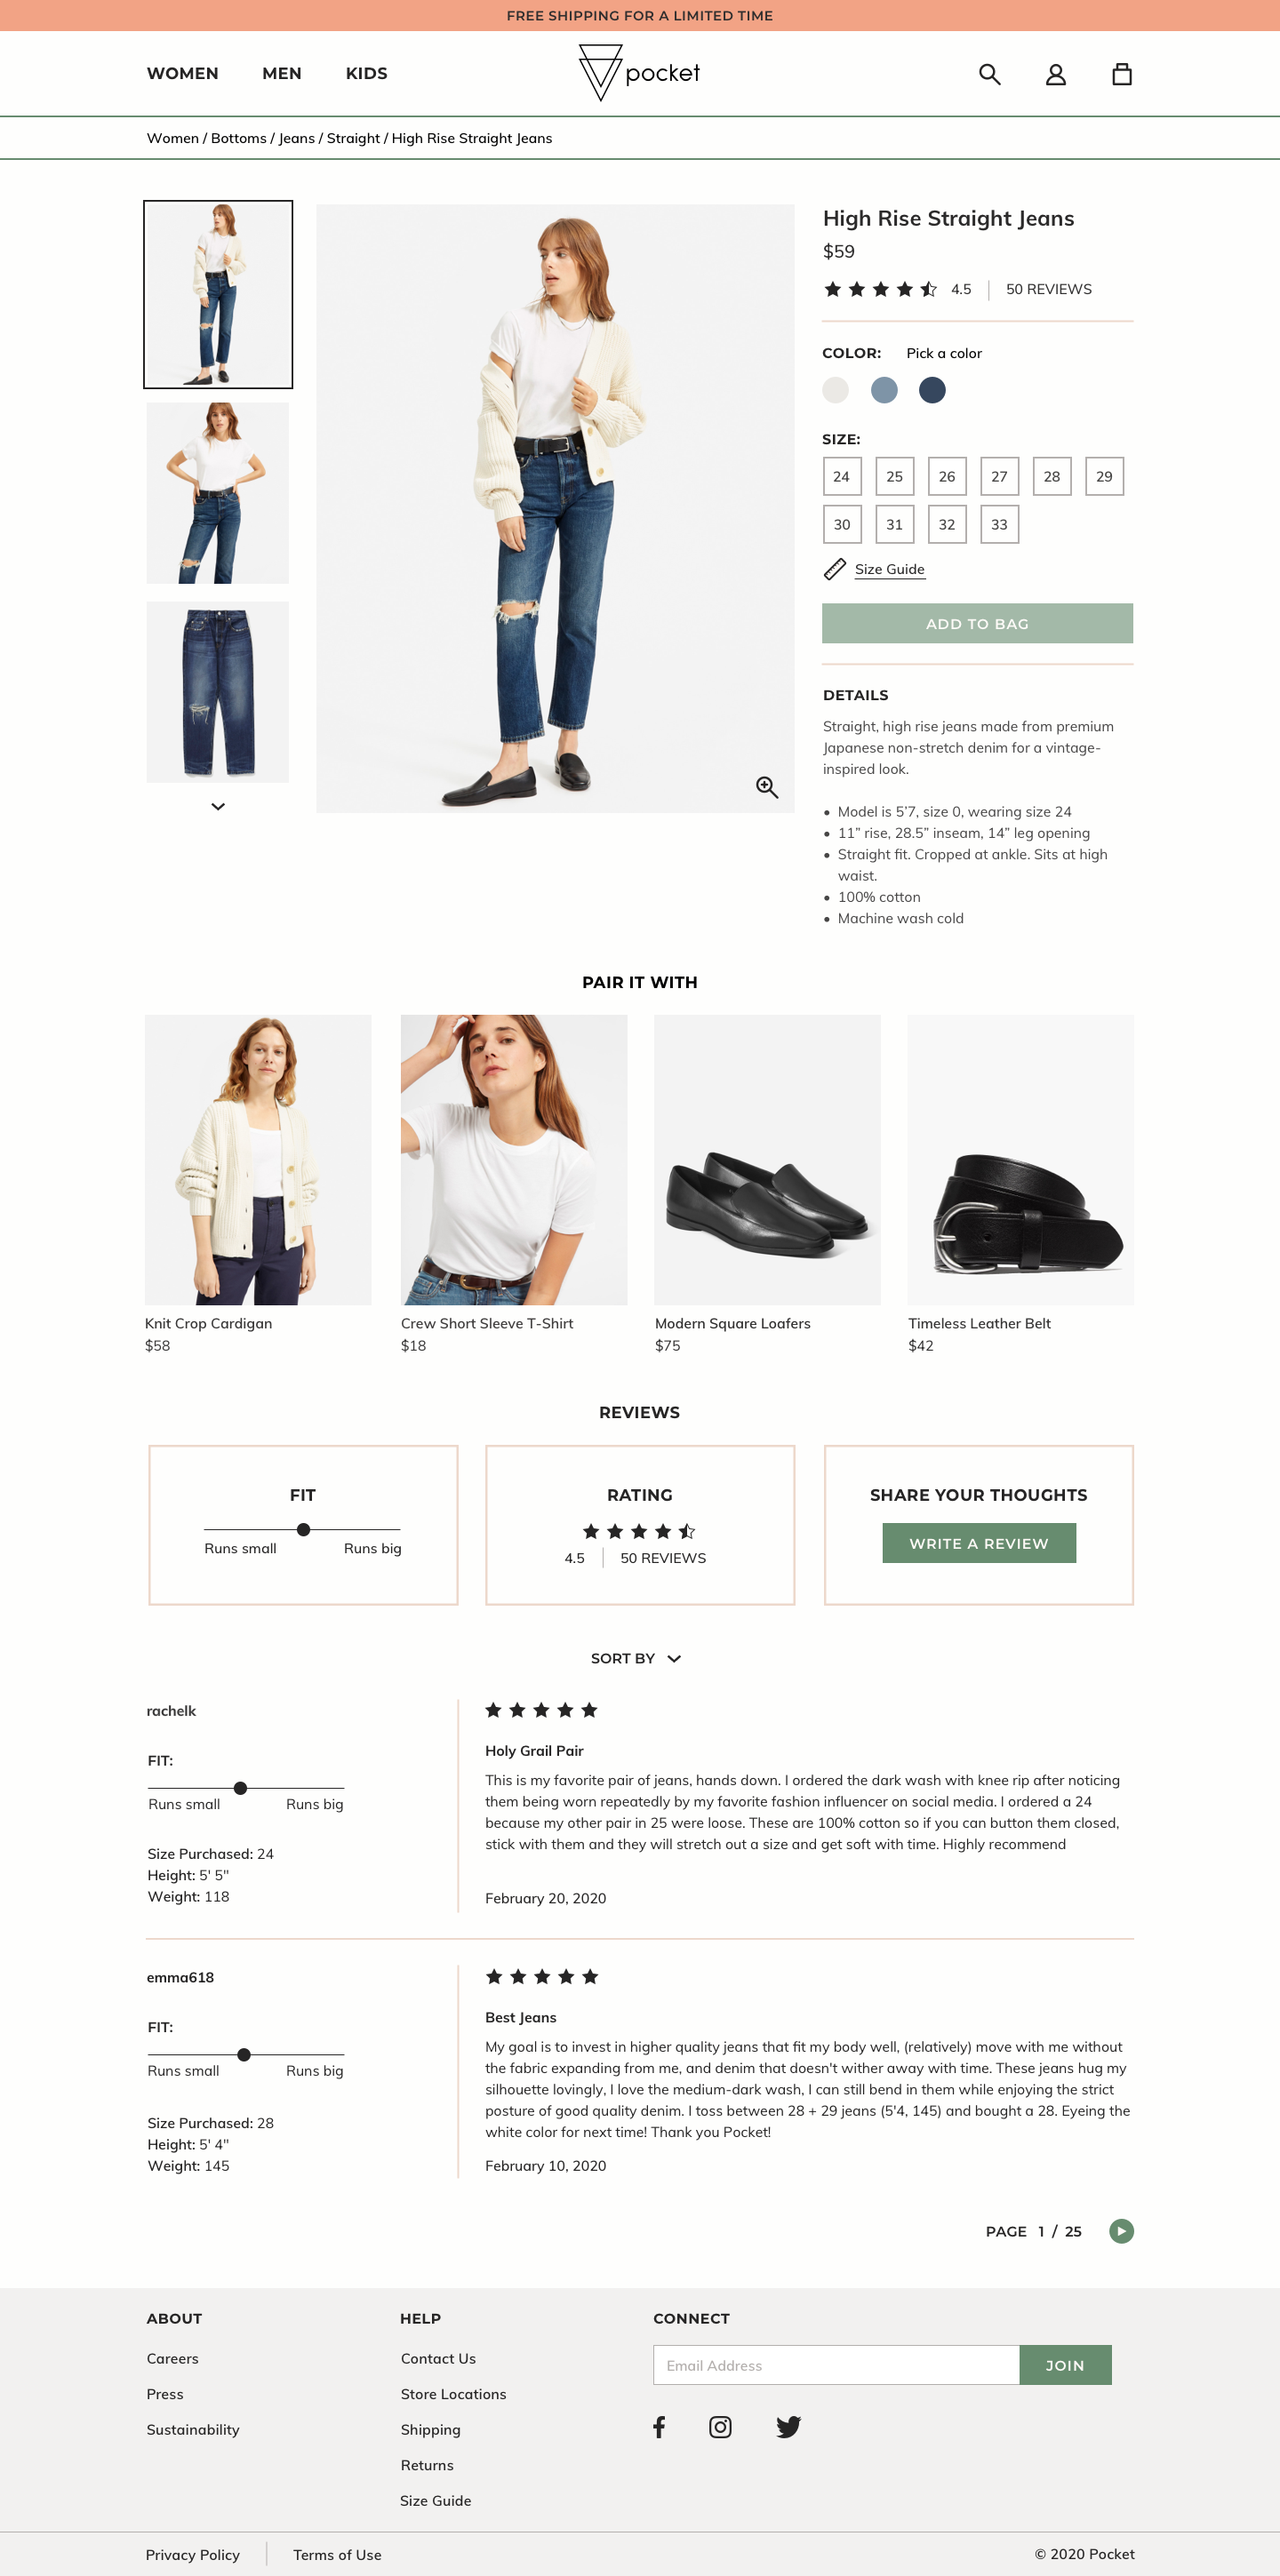 FREE SHIPPING FOR A LIMITED TIME
WOMEN MEN KIDS
pocket
Women / Bottoms / Jeans / Straight / High Rise Straight Jeans
High Rise Straight Jeans
$59
4.5 50 REVIEWS
COLOR: Pick a color
SIZE:
24 25 26 27 28 29
30 31 32 33
Size Guide
ADD TO BAG
DETAILS
Straight, high rise jeans made from premium
Japanese non-stretch denim for a vintage-
inspired look.
• Model is 5’7, size 0, wearing size 24
• 11” rise, 28.5” inseam, 14” leg opening
• Straight fit. Cropped at ankle. Sits at high
waist.
• 100% cotton
• Machine wash cold
PAIR IT WITH
Knit Crop Cardigan
$58
Crew Short Sleeve T-Shirt
$18
Modern Square Loafers
$75
Timeless Leather Belt
$42
REVIEWS
FIT
Runs small Runs big
RATING
4.5 50 REVIEWS
SHARE YOUR THOUGHTS
WRITE A REVIEW
SORT BY
rachelk
FIT:
Runs small Runs big
Size Purchased: 24
Height: 5' 5"
Weight: 118
Holy Grail Pair
This is my favorite pair of jeans, hands down. I ordered the dark wash with knee rip after noticing
them being worn repeatedly by my favorite fashion influencer on social media. I ordered a 24
because my other pair in 25 were loose. These are 100% cotton so if you can button them closed,
stick with them and they will stretch out a size and get soft with time. Highly recommend
February 20, 2020
emma618
FIT:
Runs small Runs big
Size Purchased: 28
Height: 5' 4"
Weight: 145
Best Jeans
My goal is to invest in higher quality jeans that fit my body well, (relatively) move with me without
the fabric expanding from me, and denim that doesn't wither away with time. These jeans hug my
silhouette lovingly, I love the medium-dark wash, I can still bend in them while enjoying the strict
posture of good quality denim. I toss between 28 + 29 jeans (5'4, 145) and bought a 28. Eyeing the
white color for next time! Thank you Pocket!
February 10, 2020
PAGE 1 / 25
ABOUT
Careers
Press
Sustainability
HELP
Contact Us
Store Locations
Shipping
Returns
Size Guide
CONNECT
Email Address JOIN
Privacy Policy Terms of Use © 2020 Pocket